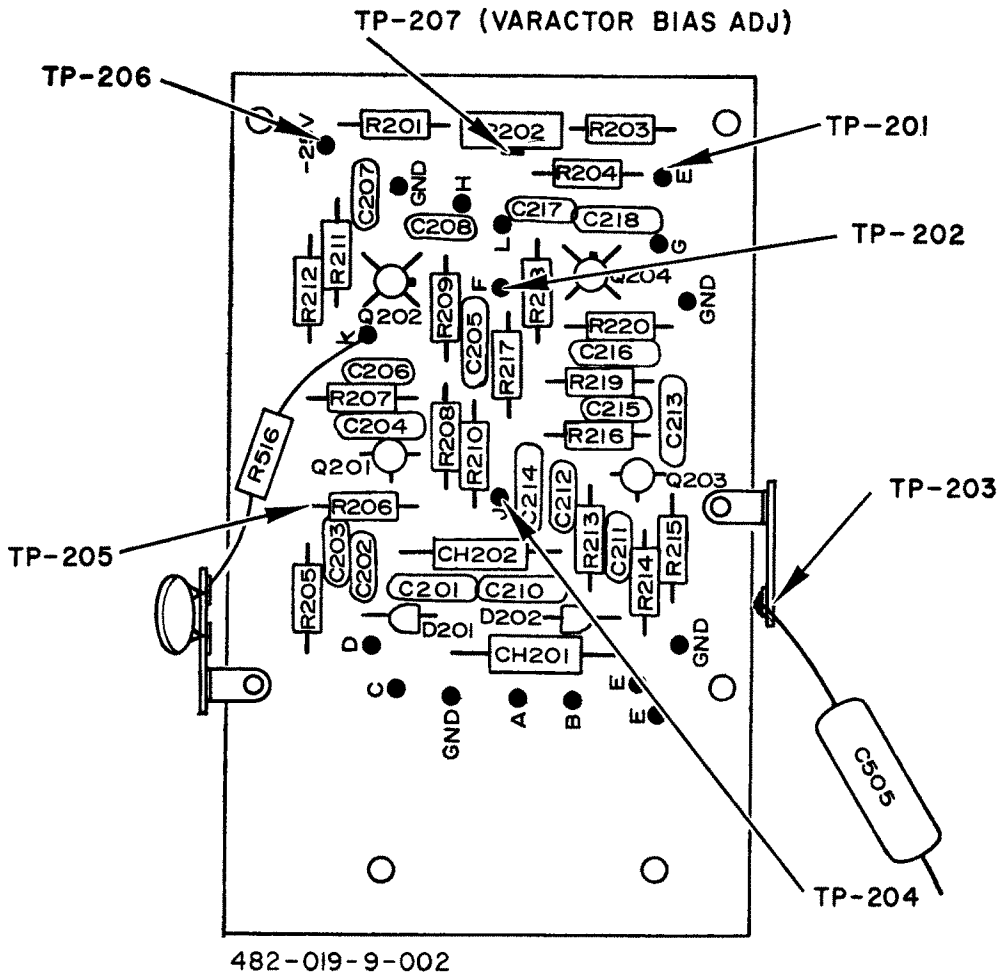 TP-207 (VARACTOR BIAS ADJ)
TP-206
R201
R203
TP-201
R204
E
C207
GND
H
C217
C218
C208
L
G
TP-202
R211
R212
Q202
R209
F
Q204
GND
K
C205
R220
R217
C216
C206
R219
R207
C215
C213
C204
R208
R210
R216
R516
Q201
C214
C212
Q203
TP-203
R206
J
TP-205
C203
C202
CH202
R213
C211
R214
R215
R205
C201
C210
D201
D202
D
CH201
GND
C
GND
A
B
E
E
C505
TP-204
482-019-9-002